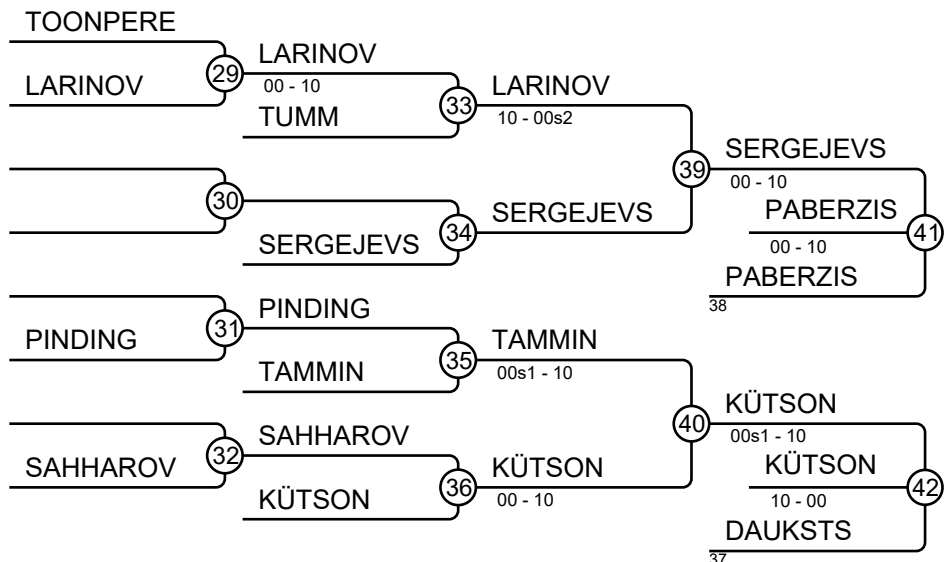 TOONPERE
LARINOV
29
LARINOV
00 - 10
TUMM
33
LARINOV
10 - 00s2
39
SERGEJEVS
00 - 10
PABERZIS
00 - 10
41
PABERZIS
38
30
SERGEJEVS
34
SERGEJEVS
PINDING
31
PINDING
TAMMIN
35
TAMMIN
00s1 - 10
40
KÜTSON
00s1 - 10
KÜTSON
10 - 00
42
DAUKSTS
37
SAHHAROV
32
SAHHAROV
KÜTSON
36
KÜTSON
00 - 10